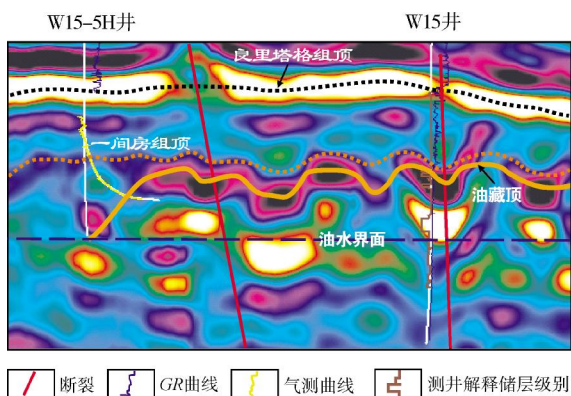 W15-5H井
W15井
良里塔格组顶
一间房组顶
油藏顶
油水界面
断裂
GR曲线
气测曲线
测井解释储层级别